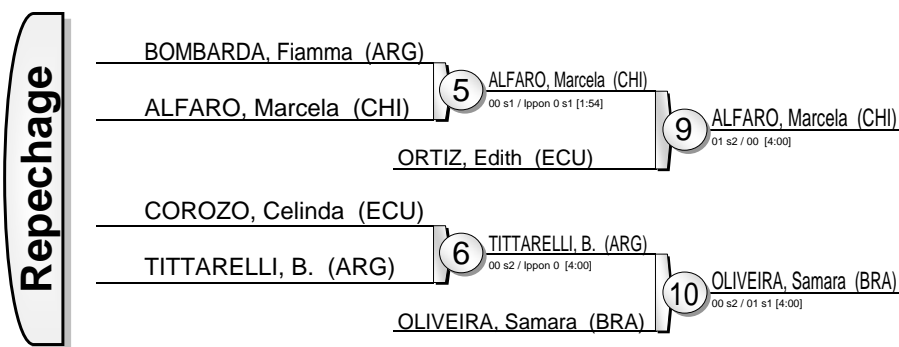 Repechage
BOMBARDA, Fiamma (ARG)
ALFARO, Marcela (CHI)
5
ALFARO, Marcela (CHI)
00 s1 / Ippon 0 s1 [1:54]
ORTIZ, Edith (ECU)
9
ALFARO, Marcela (CHI)
01 s2 / 00 [4:00]
COROZO, Celinda (ECU)
TITTARELLI, B. (ARG)
6
TITTARELLI, B. (ARG)
00 s2 / Ippon 0 [4:00]
OLIVEIRA, Samara (BRA)
10
OLIVEIRA, Samara (BRA)
00 s2 / 01 s1 [4:00]